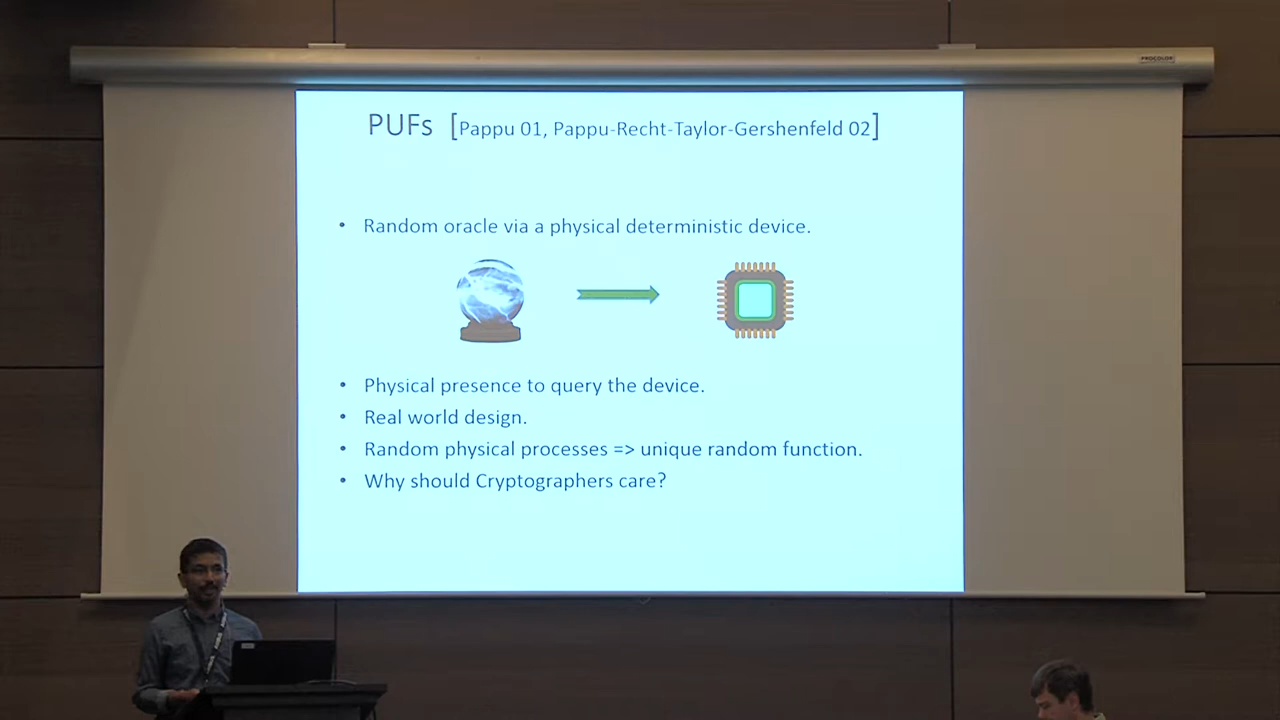 PROCOLOR
PUFs [Pappu 01, Pappu-Recht-Taylor-Gershenfeld 02]
• Random oracle via a physical deterministic device.
• Physical presence to query the device.
• Real world design.
• Random physical processes => unique random function.
• Why should Cryptographers care?